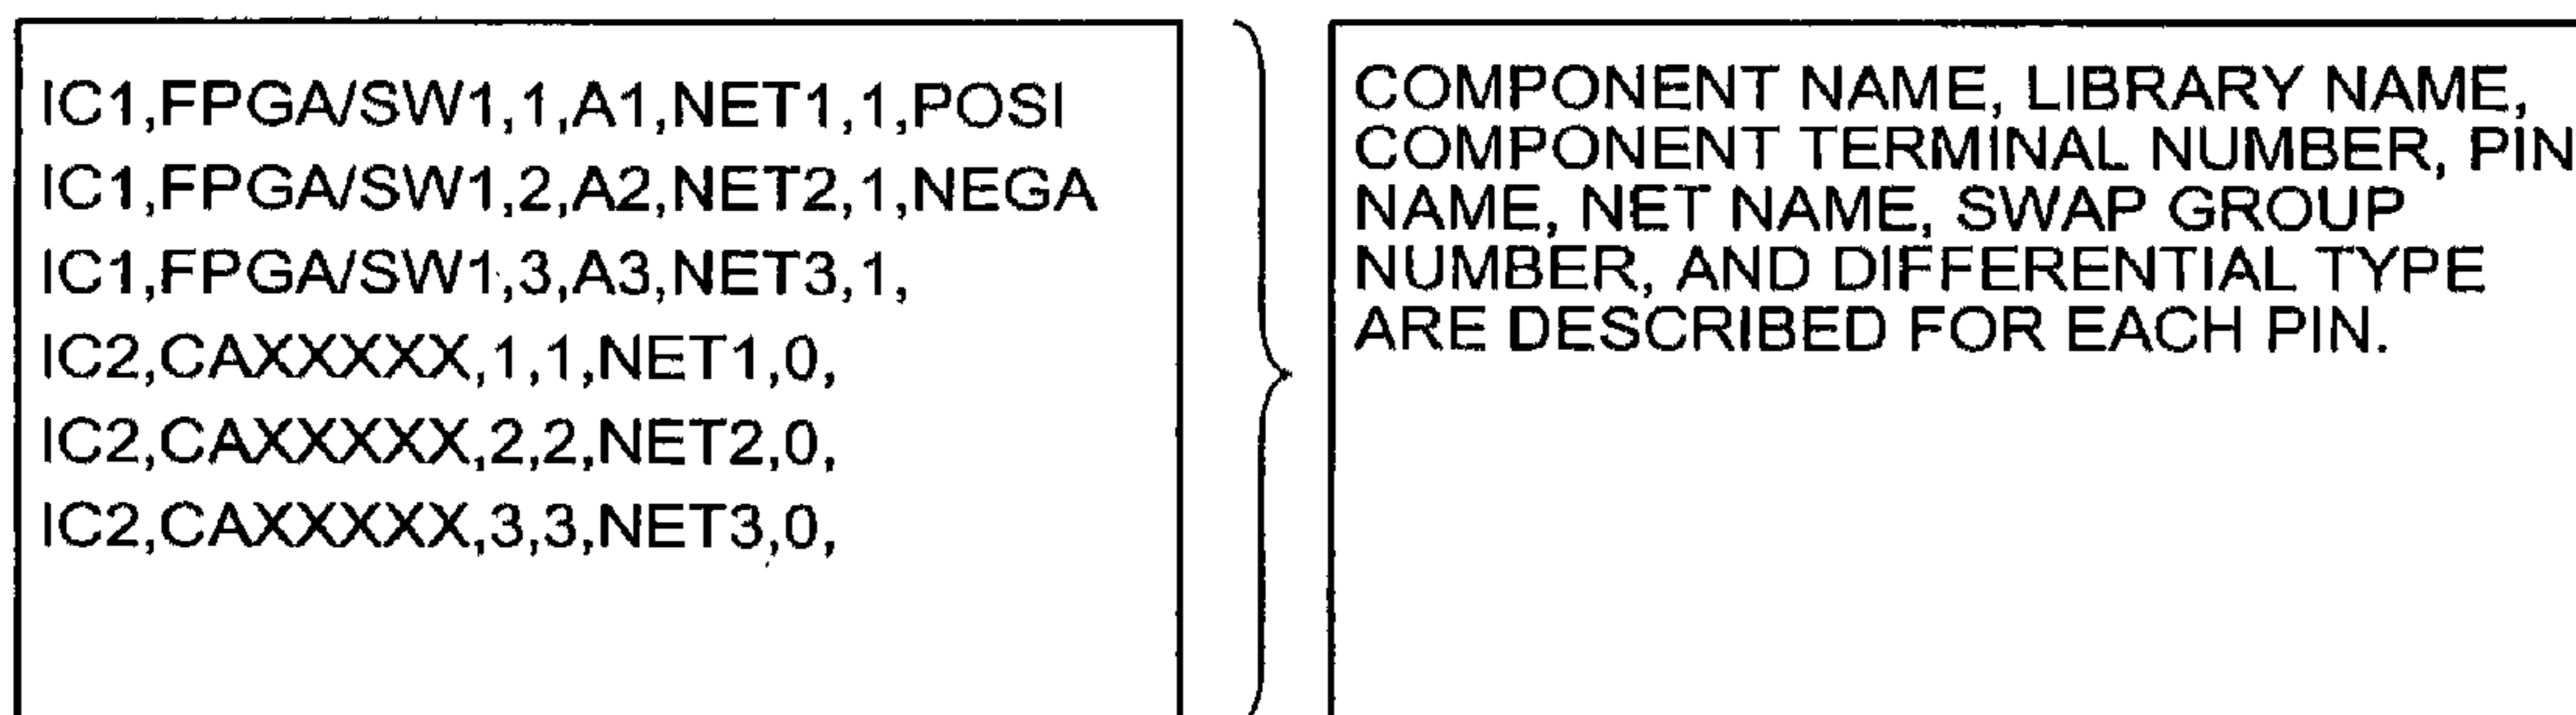 IC1,FPGA/SW1,1,A1,NET1,1,POSI
IC1,FPGA/SW1,2,A2,NET2,1,NEGA
IC1,FPGA/SW1,3,A3,NET3,1,
IC2,CAXXXXX,1,1,NET1,0,
IC2,CAXXXXX,2,2,NET2,0,
IC2,CAXXXXX,3,3,NET3,0,
COMPONENT NAME, LIBRARY NAME,
COMPONENT TERMINAL NUMBER, PIN
NAME, NET NAME, SWAP GROUP
NUMBER, AND DIFFERENTIAL TYPE
ARE DESCRIBED FOR EACH PIN.